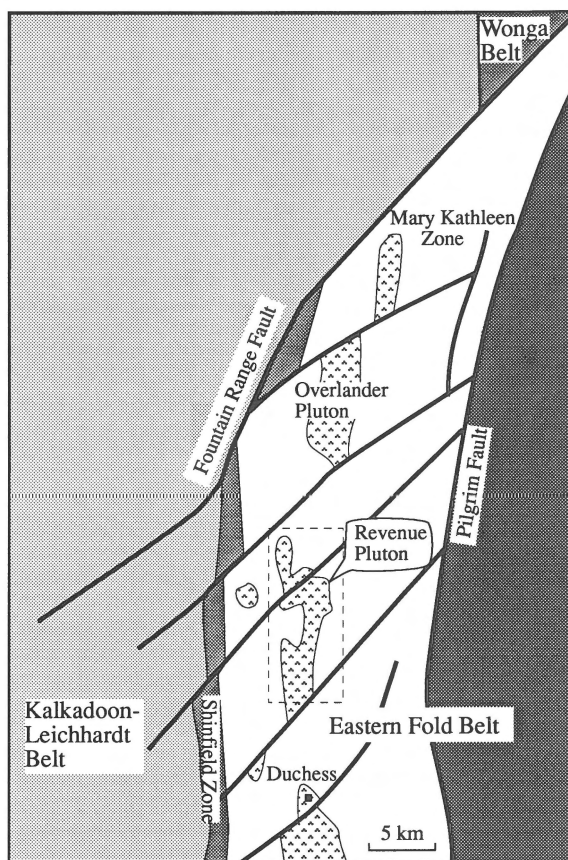 Wonga
Belt
Mary Kathleen
Zone
Fountain Range Fault
Overlander
Pluton
Pilgrim Fault
Revenue
Pluton
Kalkadoon-
Leichhardt
Belt
Shinfield Zone
Eastern Fold Belt
Duchess
5 km